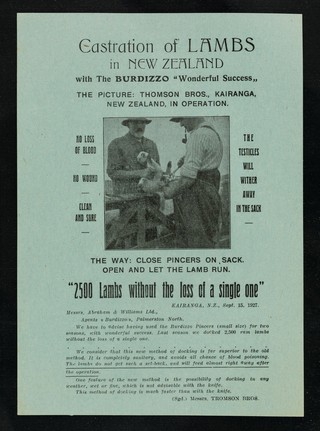 Castration of LAMBS
in NEW ZEALAND
with The BURDIZZO "Wonderful Success„
THE PICTURE: THOMSON BROS., KAIRANGA,
NEW ZEALAND, IN OPERATION.
NO LOSS
OF BLOOD
NO WOUND
CLEAN
AND SURE
THE
TESTICLES
WILL
WITHER
AWAY
IN THE SACK
THE WAY: CLOSE PINCERS ON SACK.
OPEN AND LET THE LAMB RUN.
"2500 Lambs without the loss of a single one"
KAIRANGA, N.Z., Sept. 12, 1927.
Messrs. Abraham & Williams Ltd.,
Agents » Burdizzo», Palmerston North.
We have to advise having used the Burdizzo Pincers (small size) for two
seasons, with wonderful success. Last season we docked 2,500 ram lambs
without the loss of a single one.
We consider that this new method of docking is far superior to the old
method. It is completely sanitary, and avoids all chance of blood poisoning.
The lambs do not get such a set-back, and will feed almost right away after
the operation.
One feature of the new method is the possibility of docking in any
weather, wet or fine, which is not advisable with the knife.
This method of docking is much faster than with the knife.
(Sgd.) Messrs. THOMSON BROS.